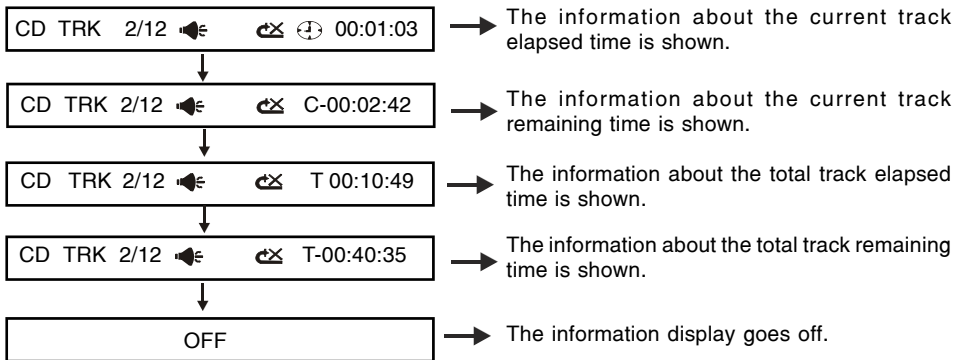 CD TRK 2/12 00:01:03
The information about the current track
elapsed time is shown.
CD TRK 2/12 C-00:02:42
The information about the current track
remaining time is shown.
CD TRK 2/12 T 00:10:49
The information about the total track elapsed
time is shown.
CD TRK 2/12 T-00:40:35
The information about the total track remaining
time is shown.
OFF
The information display goes off.